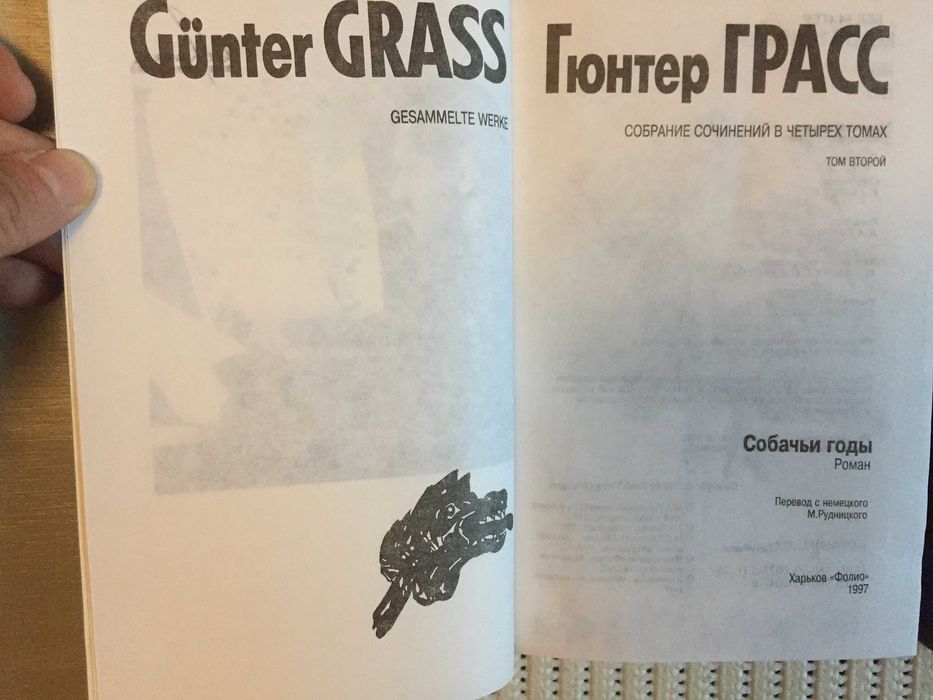 Günter GRASS
GESAMMELTE WERKE
Гюнтер ГРАСС
СОБРАНИЕ СОЧИНЕНИЙ В ЧЕТЫРЕХ ТОМАХ
ТОМ ВТОРОЙ
Собачьи годы
Роман
Перевод с немецкого
М.Рудницкого
Харьков «Фолио»
1997